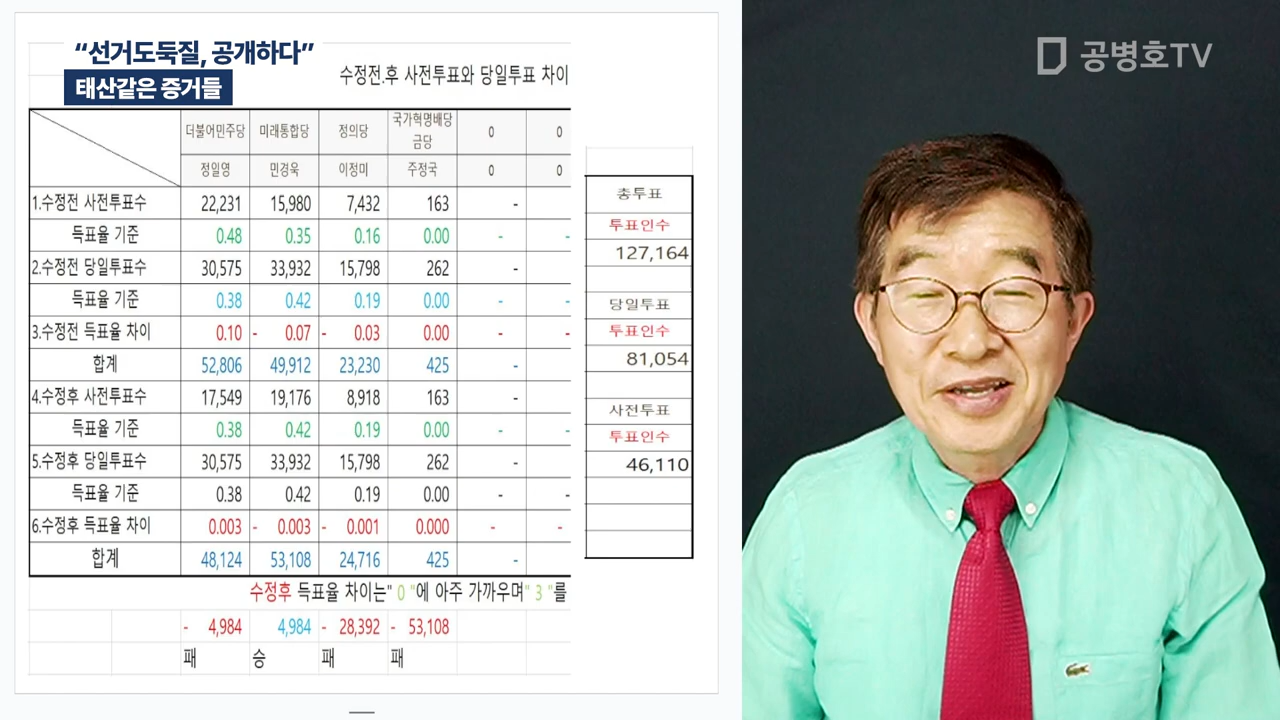 “선거도둑질, 공개하다”
태산같은 증거들
수정전.후 사전투표와 당일투표 차이
더불어민주당 미래통합당 정의당 국가혁명배당금당 0 0
정일영 민경욱 이정미 주정국 0 0
1.수정전 사전투표수 22,231 15,980 7,432 163 -
득표율 기준 0.48 0.35 0.16 0.00 - -
2.수정전 당일투표수 30,575 33,932 15,798 262 -
득표율 기준 0.38 0.42 0.19 0.00 - -
3.수정전 득표율 차이 0.10 - 0.07 - 0.03 0.00 - -
합계 52,806 49,912 23,230 425 -
4.수정후 사전투표수 17,549 19,176 8,918 163 -
득표율 기준 0.38 0.42 0.19 0.00 - -
5.수정후 당일투표수 30,575 33,932 15,798 262 -
득표율 기준 0.38 0.42 0.19 0.00 - -
6.수정후 득표율 차이 0.003 - 0.003 - 0.001 0.000 - -
합계 48,124 53,108 24,716 425 -
수정후 득표율 차이는" 0 "에 아주 가까우며" 3 "를
- 4,984 4,984 - 28,392 - 53,108
패 승 패 패
총투표
투표인수
127,164
당일투표
투표인수
81,054
사전투표
투표인수
46,110
공병호TV